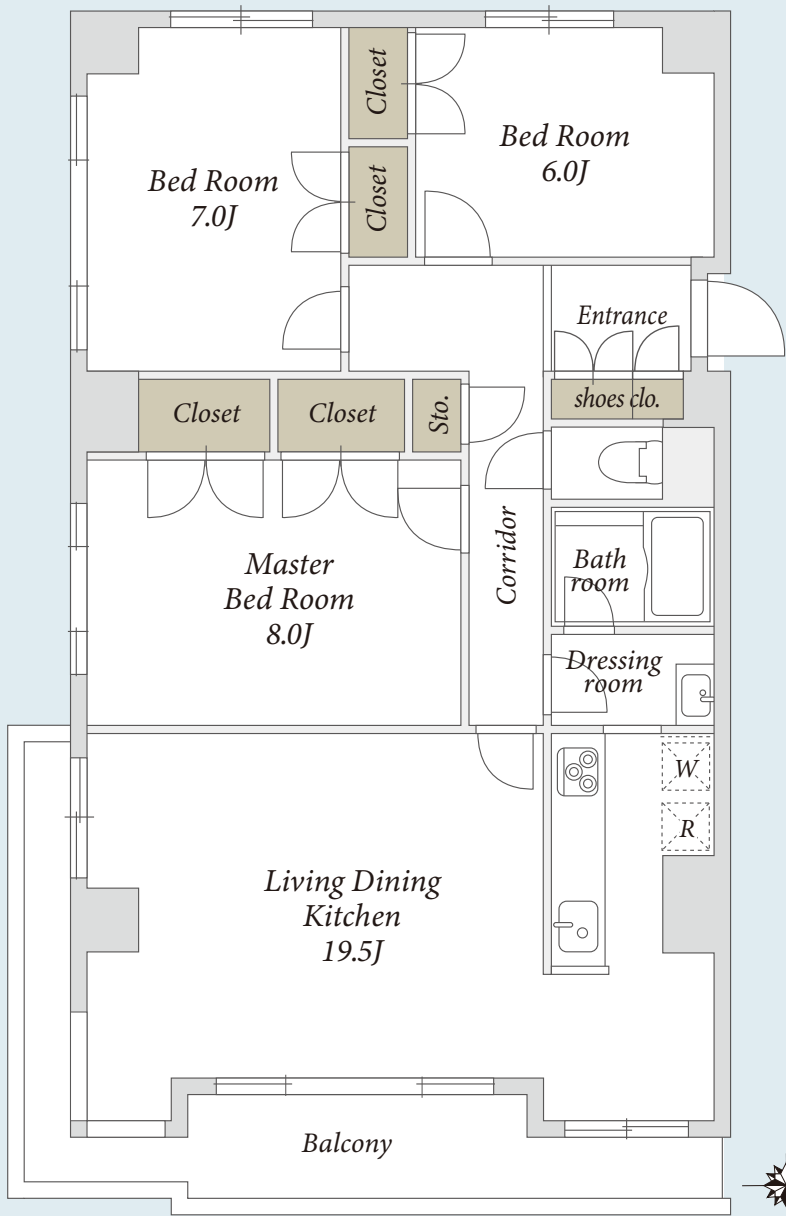 Closet
Bed Room
6.0J
Bed Room
7.0J
Closet
Entrance
shoes clo.
Closet
Closet
Sto.
Corridor
Master
Bed Room
8.0J
Bath
room
Dressing
room
W
R
Living Dining
Kitchen
19.5J
Balcony